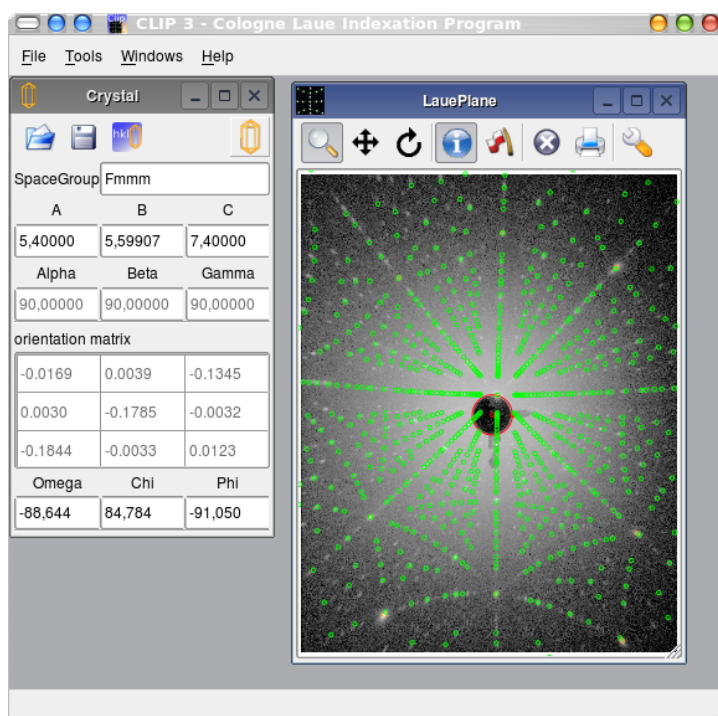 Clip CLIP 3 - Cologne Laue Indexation Program
File Tools Windows Help
Crystal
hkl
SpaceGroup Fmmm
A B C
5,40000 5,59907 7,40000
Alpha Beta Gamma
90,00000 90,00000 90,00000
orientation matrix
-0.0169 0.0039 -0.1345
0.0030 -0.1785 -0.0032
-0.1844 -0.0033 0.0123
Omega Chi Phi
-88,644 84,784 -91,050
LauePlane